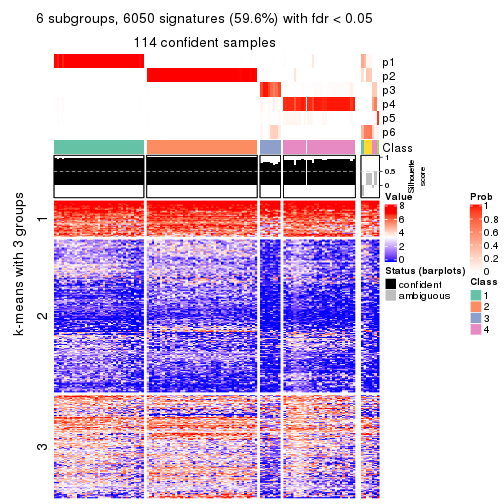 6 subgroups, 6050 signatures (59.6%) with fdr < 0.05
114 confident samples
p1
p2
p3
p4
p5
p6
Class
1
0.5
0
Silhouette
score
k-means with 3 groups
1
2
3
Value
8
6
4
2
0
Status (barplots)
confident
ambiguous
Prob
1
0.8
0.6
0.4
0.2
0
Class
1
2
3
4